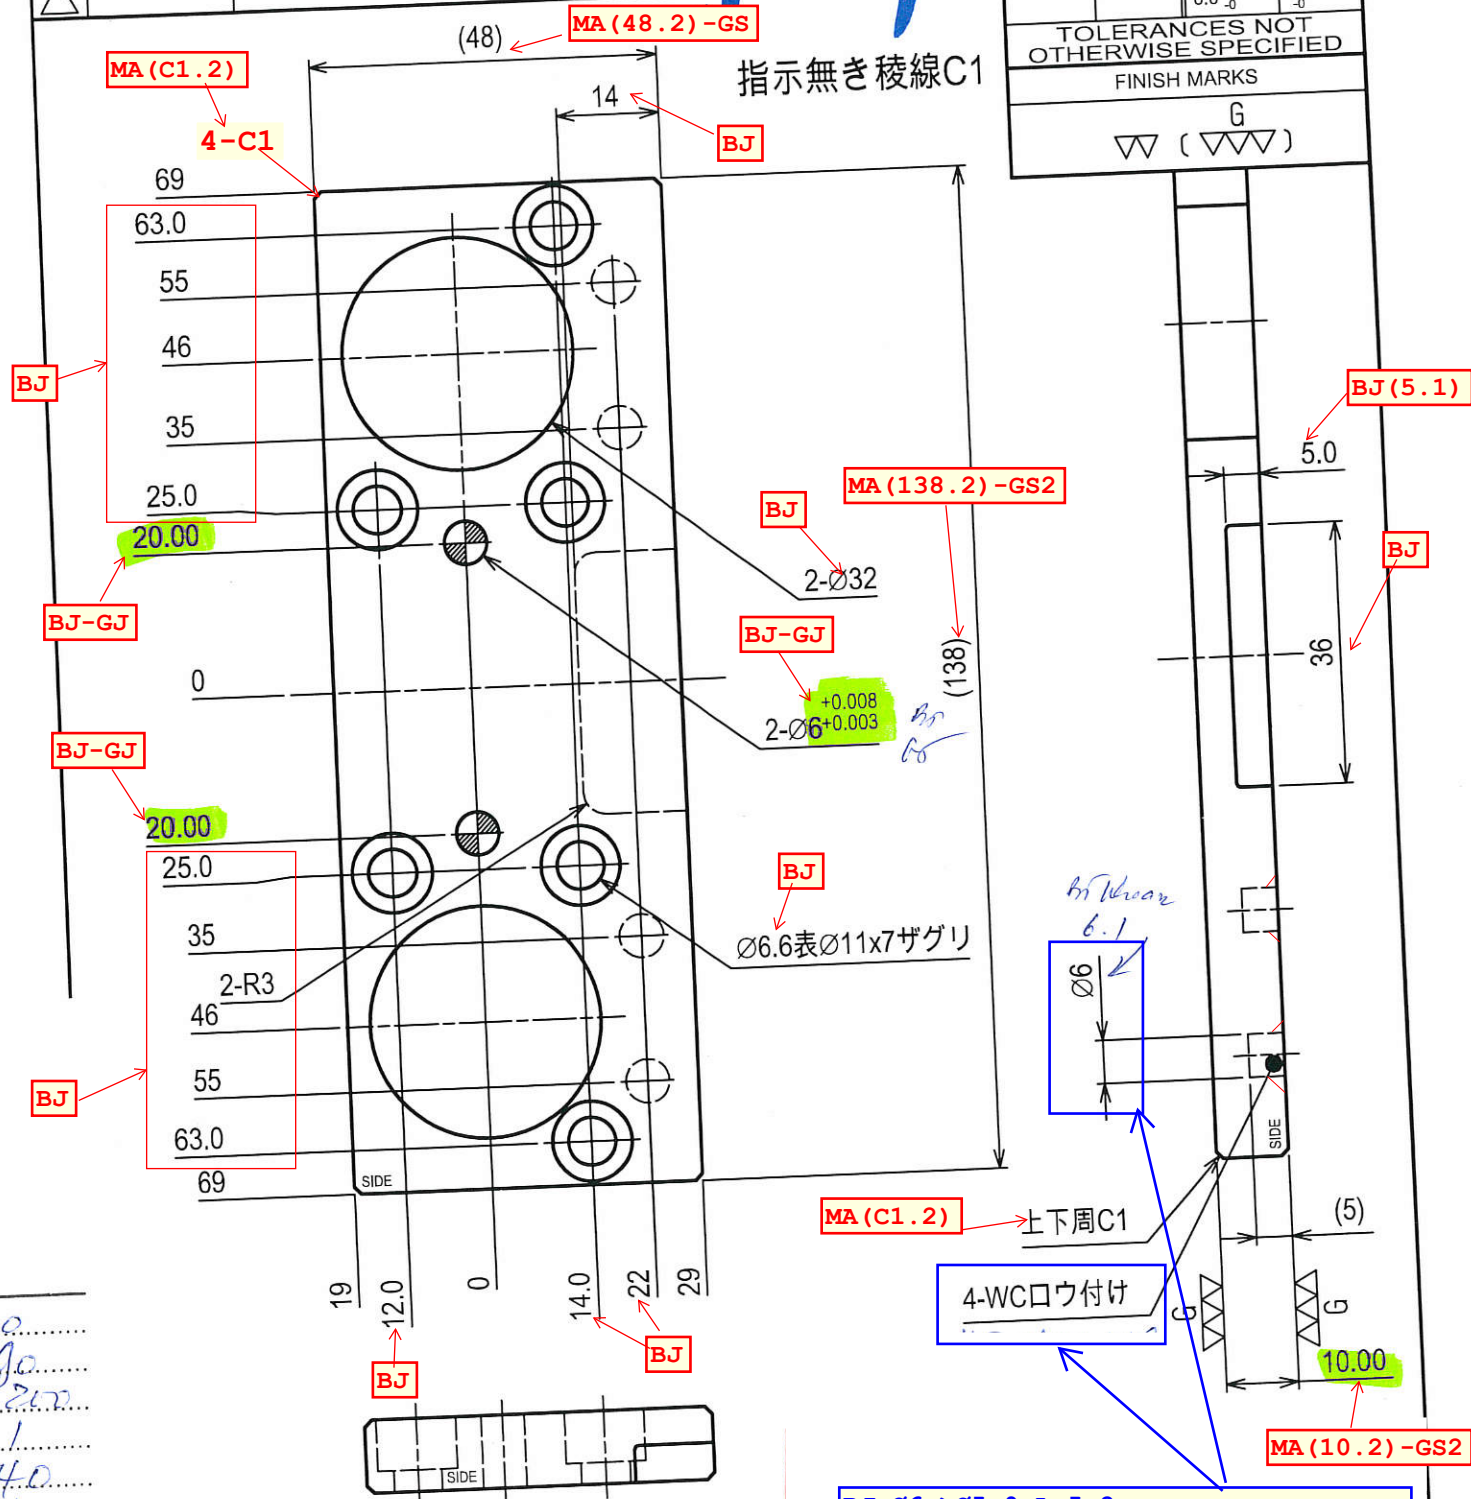 TOLERANCES NOT
OTHERWISE SPECIFIED
FINISH MARKS
G
MA(48.2)-GS
(48)
MA(C1.2)
指示無き稜線C1
14
BJ
4-C1
69
63.0
55
46
BJ
35
25.0
20.00
BJ-GJ
0
BJ-GJ
20.00
25.0
35
2-R3
46
BJ
55
63.0
69
SIDE
19
12.0
0
14.0
22
29
BJ
BJ
SIDE
MA(138.2)-GS2
(138)
BJ
2-Ø32
BJ-GJ
+0.008
2-Ø6+0.003
BJ
Ø6.6表Ø11x7ザグリ
BJ(5.1)
5.0
BJ
36
6.1
Ø6
SIDE
MA(C1.2)
上下周C1
(5)
4-WCロウ付け
G
G
10.00
MA(10.2)-GS2